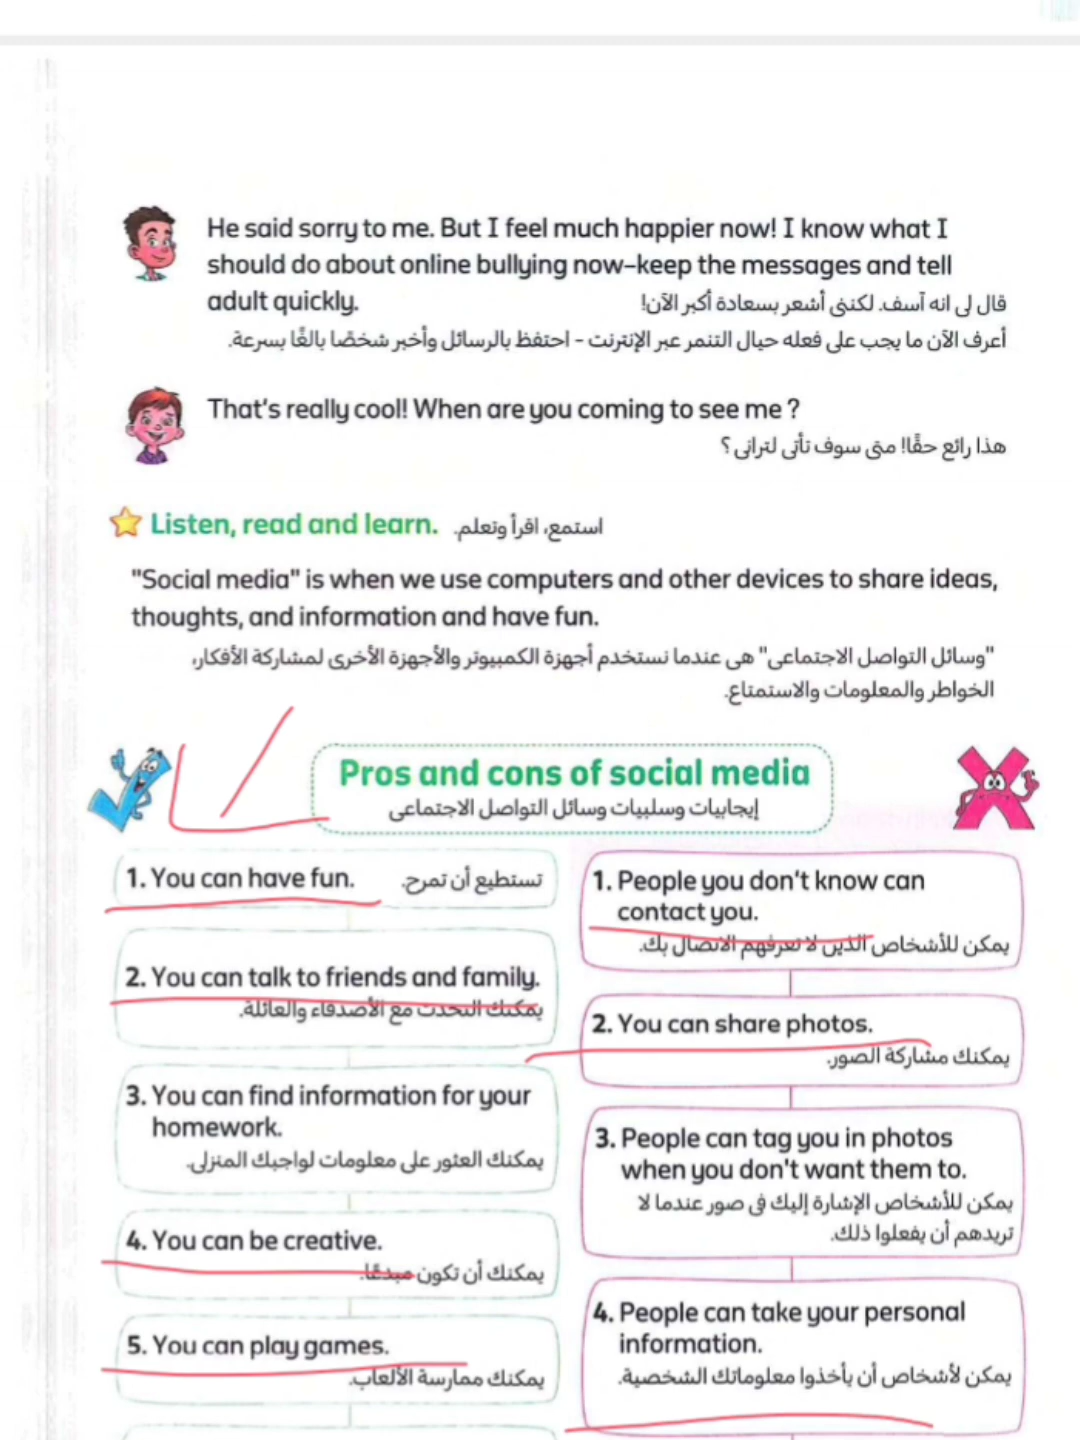 He said sorry to me. But I feel much happier now! I know what I
should do about online bullying now-keep the messages and tell
adult quickly.
قال لى انه آسف. لكننى أشعر بسعادة أكبر الآن!
أعرف الآن ما يجب على فعله حيال التنمر عبر الإنترنت - احتفظ بالرسائل وأخبر شخصًا بالغًا بسرعة.
That's really cool! When are you coming to see me ?
هذا رائع حقًا! متى سوف تأتى لترانى ؟
Listen, read and learn. استمع، اقرأ وتعلم.
"Social media" is when we use computers and other devices to share ideas,
thoughts, and information and have fun.
"وسائل التواصل الاجتماعى" هى عندما نستخدم أجهزة الكمبيوتر والأجهزة الأخرى لمشاركة الأفكار،
الخواطر والمعلومات والاستمتاع.
Pros and cons of social media
إيجابيات وسلبيات وسائل التواصل الاجتماعى
1. You can have fun. تستطيع أن تمرح.
2. You can talk to friends and family.
يمكنك التحدث مع الأصدقاء والعائلة.
3. You can find information for your
homework.
يمكنك العثور على معلومات لواجبك المنزلى.
4. You can be creative.
يمكنك أن تكون مبدعًا.
5. You can play games.
يمكنك ممارسة الألعاب.
1. People you don't know can
contact you.
يمكن للأشخاص الذين لا تعرفهم الاتصال بك.
2. You can share photos.
يمكنك مشاركة الصور.
3. People can tag you in photos
when you don't want them to.
يمكن للأشخاص الإشارة إليك فى صور عندما لا
تريدهم أن يفعلوا ذلك.
4. People can take your personal
information.
يمكن لأشخاص أن يأخذوا معلوماتك الشخصية.